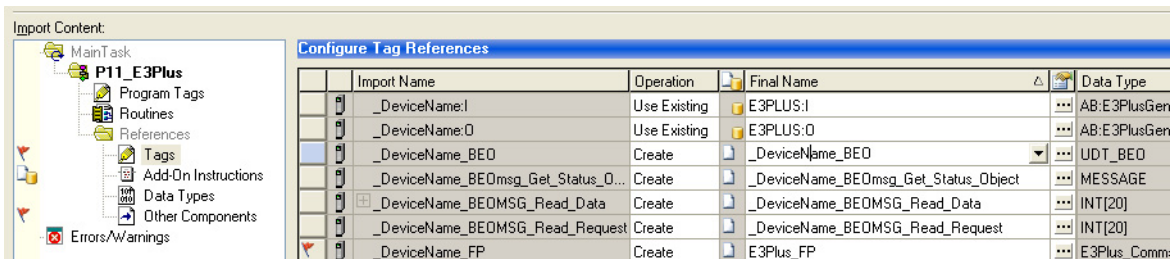 Import Content:
MainTask
P11_E3Plus
Program Tags
Routines
References
Tags
Add-On Instructions
Data Types
Other Components
Errors/Warnings
Configure Tag References
Import Name Operation Final Name Data Type
_DeviceName:I Use Existing E3PLUS:I ... AB:E3PlusGen
_DeviceName:O Use Existing E3PLUS:O ... AB:E3PlusGen
_DeviceName_BEO Create _DeviceName_BEO ... UDT_BEO
_DeviceName_BEOmsg_Get_Status_O... Create _DeviceName_BEOmsg_Get_Status_Object ... MESSAGE
_DeviceName_BEOMSG_Read_Data Create _DeviceName_BEOMSG_Read_Data ... INT[20]
_DeviceName_BEOMSG_Read_Request Create _DeviceName_BEOMSG_Read_Request ... INT[20]
_DeviceName_FP Create E3Plus_FP ... E3Plus_Comms